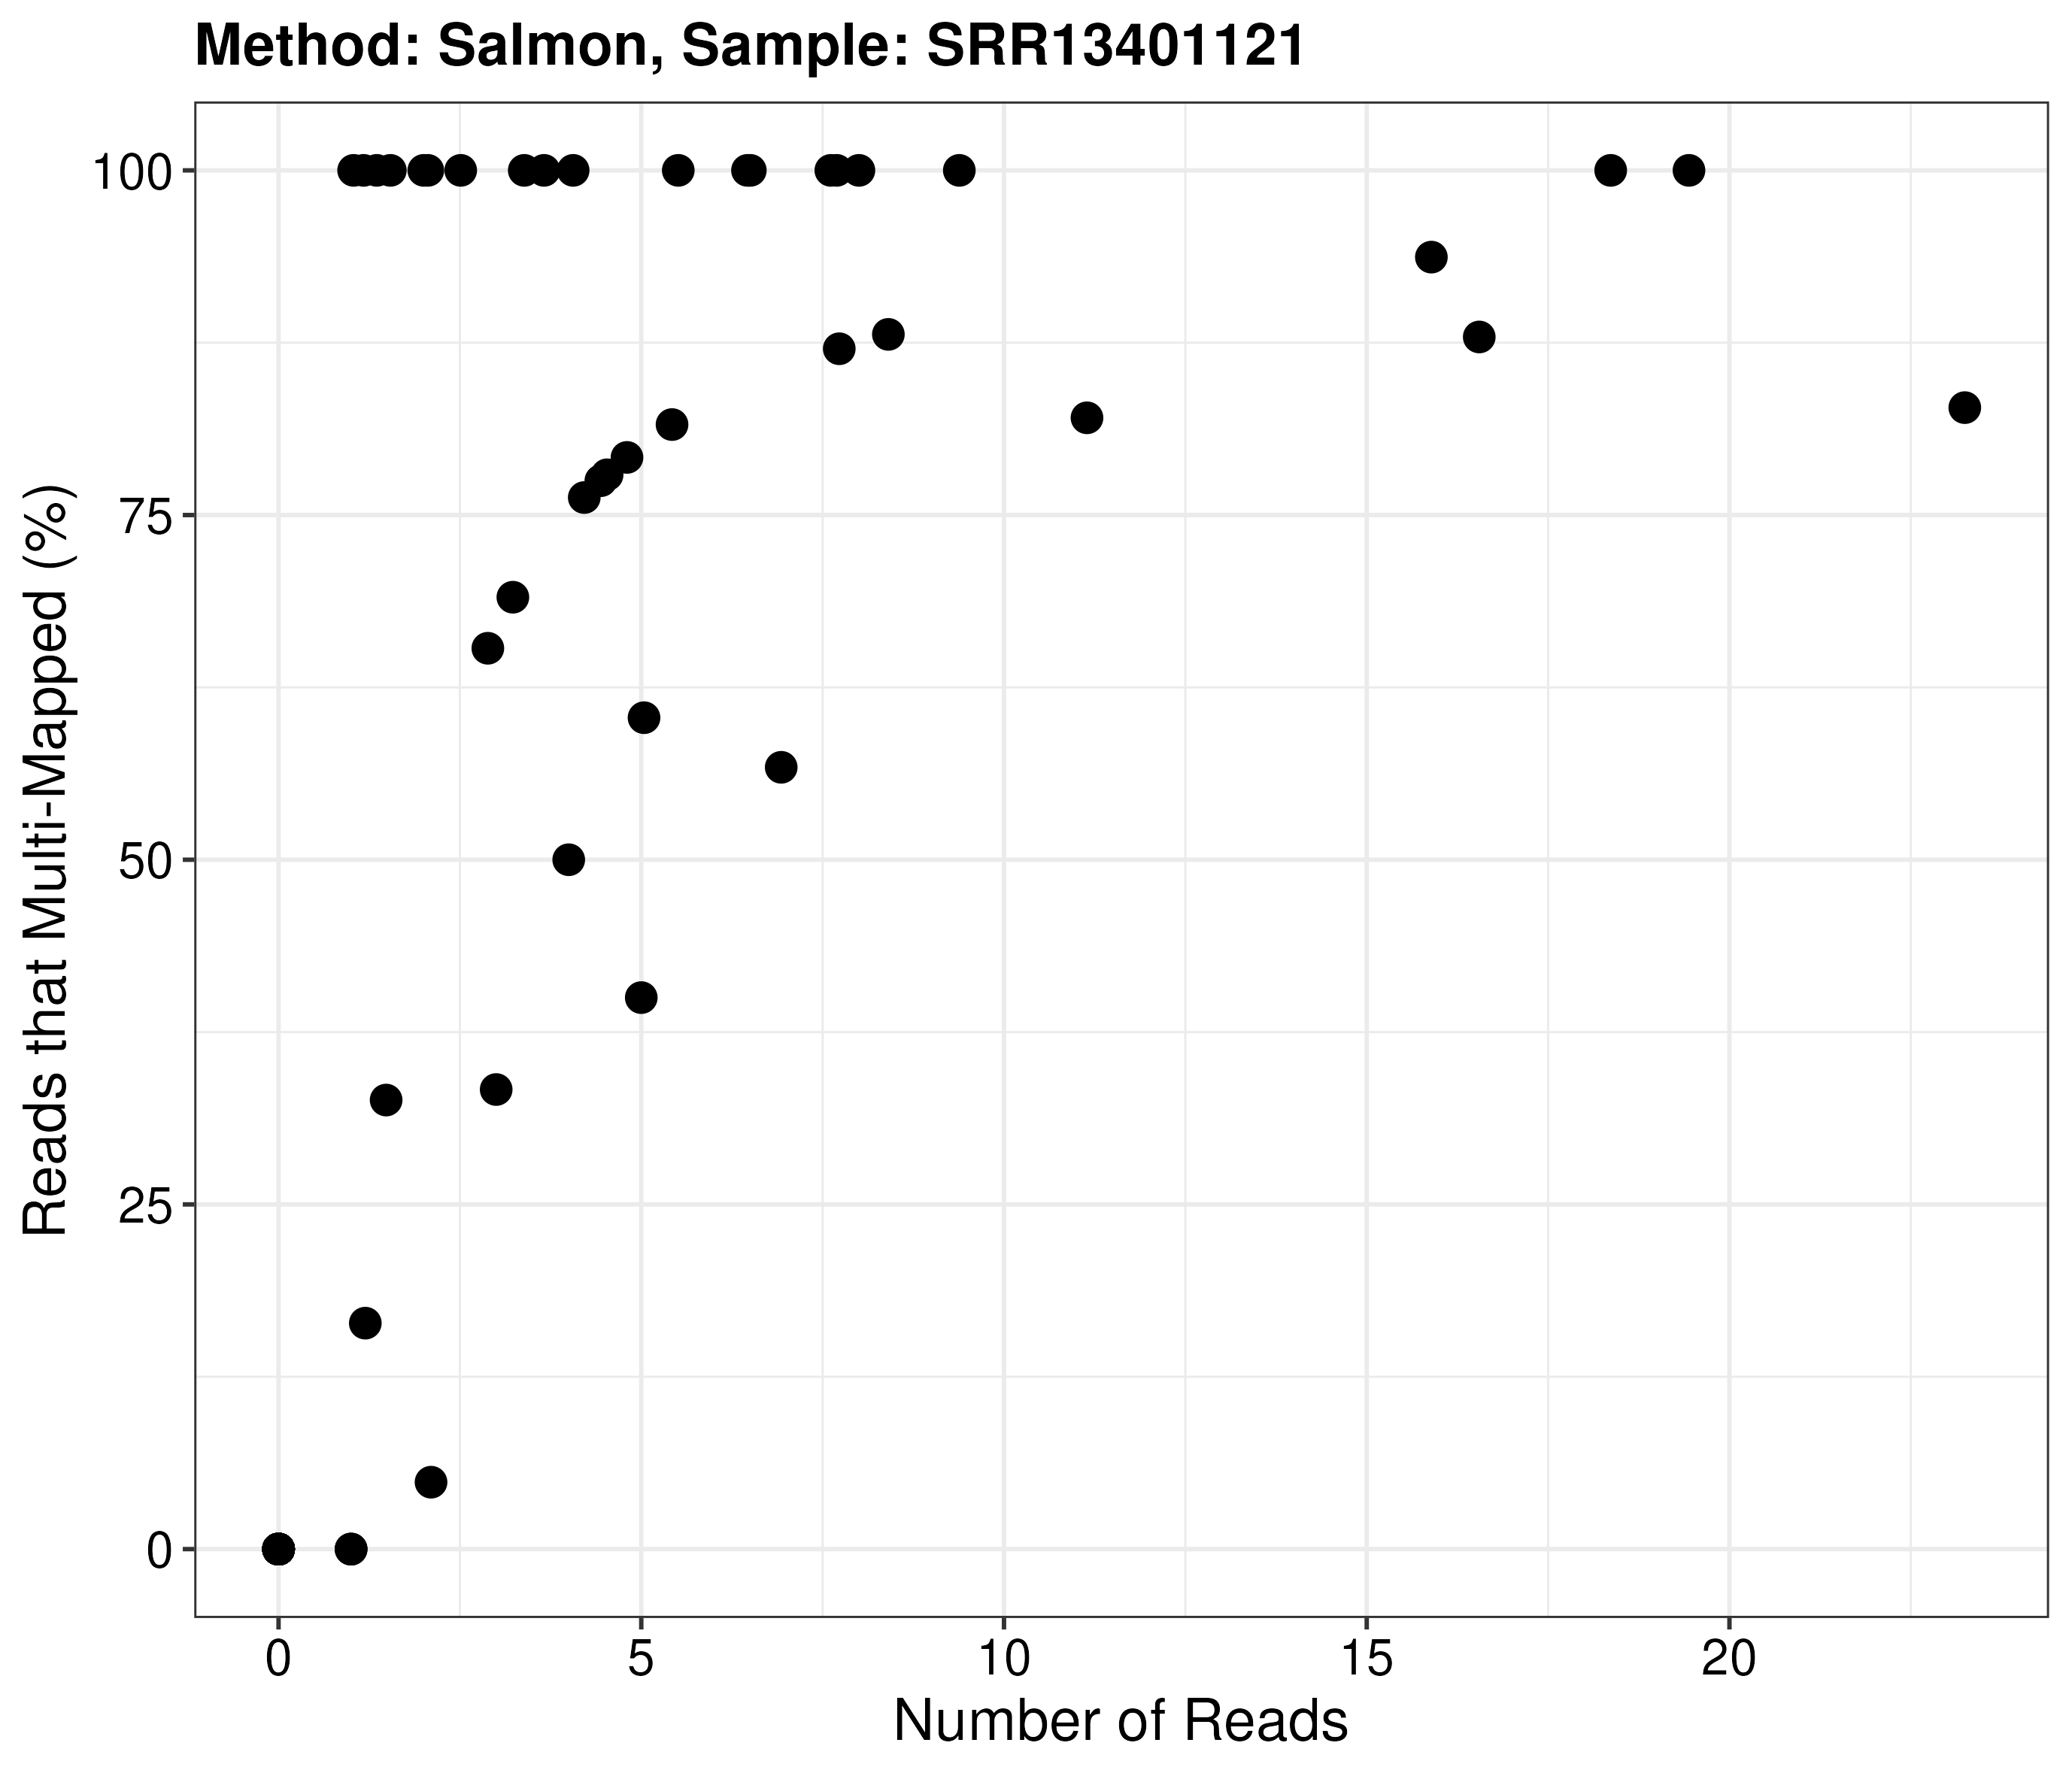 Method: Salmon, Sample: SRR13401121
Reads that Multi-Mapped (%)
100
75
50
25
0
0 5 10 15 20
Number of Reads